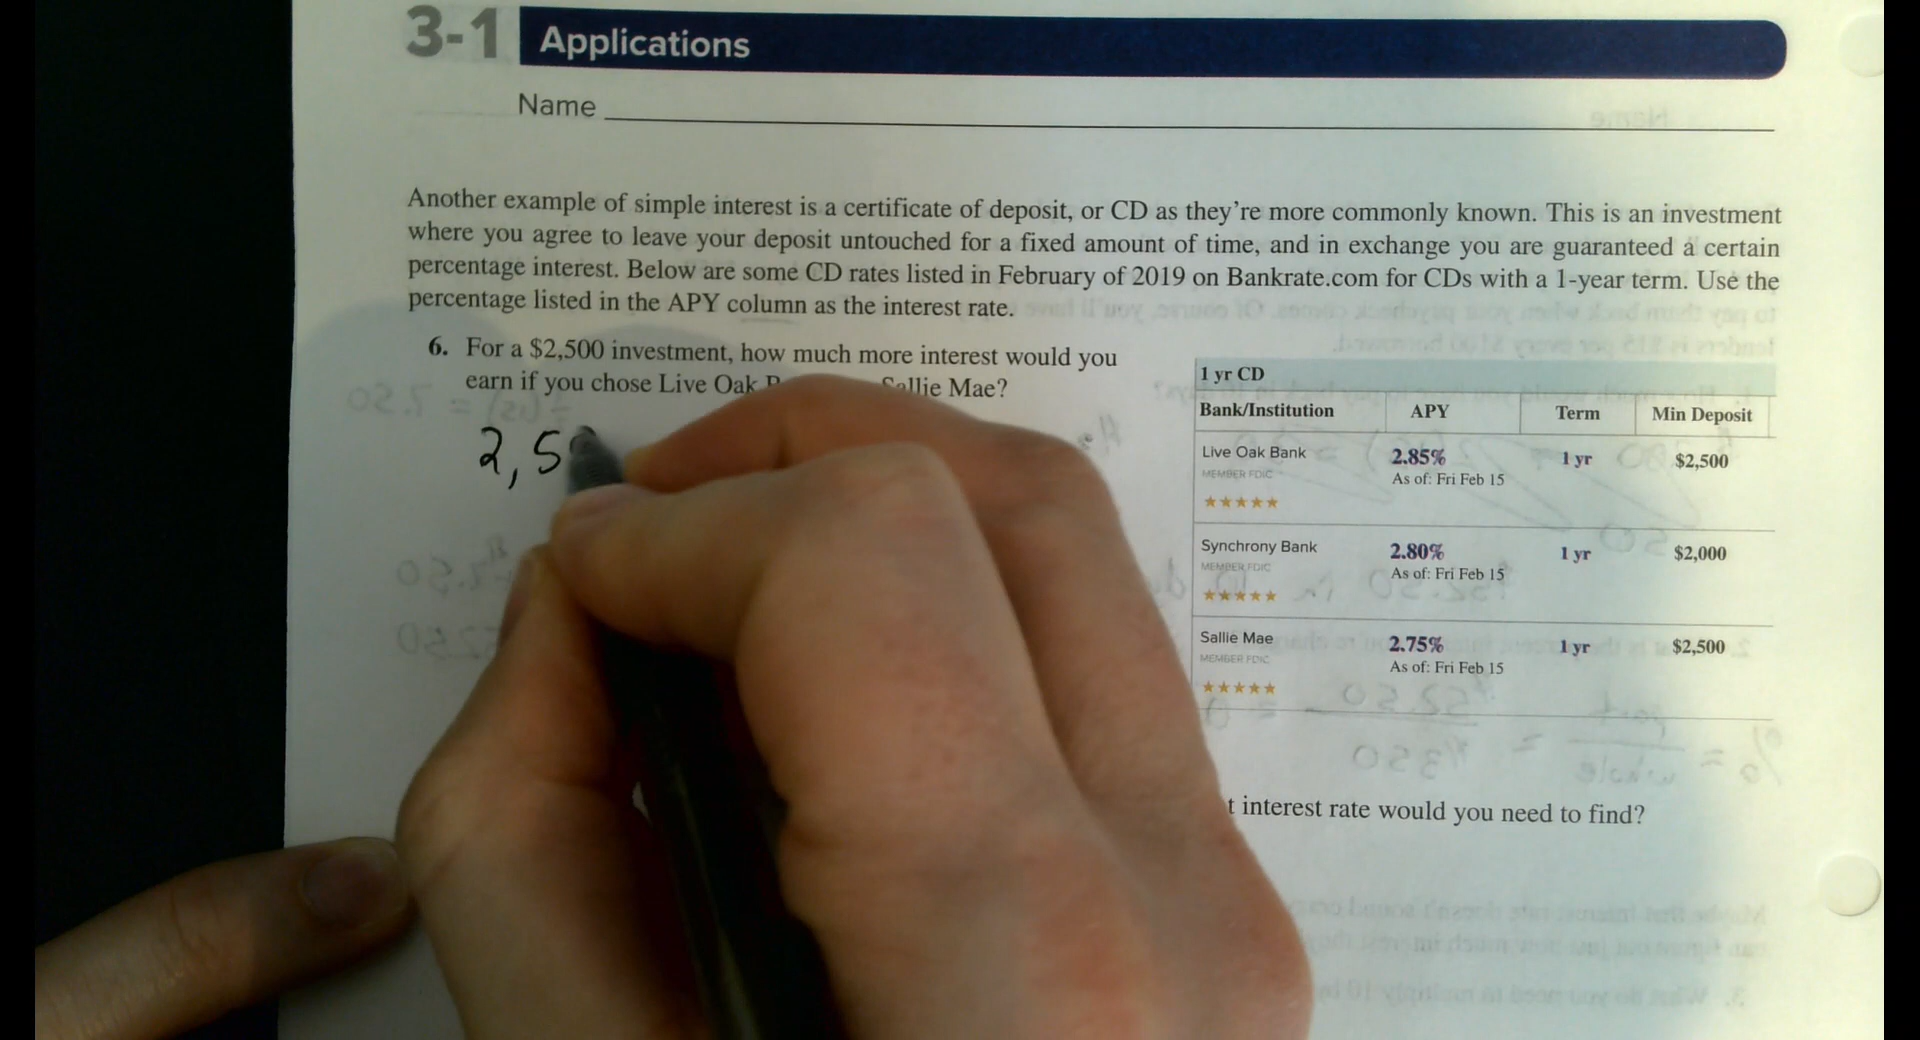 3-1 Applications
Name
Another example of simple interest is a certificate of deposit, or CD as they're more commonly known. This is an investment
where you agree to leave your deposit untouched for a fixed amount of time, and in exchange you are guaranteed a certain
percentage interest. Below are some CD rates listed in February of 2019 on Bankrate.com for CDs with a 1-year term. Use the
percentage listed in the APY column as the interest rate.
6. For a $2,500 investment, how much more interest would you
earn if you chose Live Oak Mae?
2,5
1 yr CD
Bank/Institution APY Term Min Deposit
Live Oak Bank 2.85% 1 yr $2,500
MEMBER FDIC As of: Fri Feb 15
Synchrony Bank 2.80% 1 yr $2,000
MEMBER FDIC As of: Fri Feb 15
Sallie Mae 2.75% 1 yr $2,500
MEMBER FDIC As of: Fri Feb 15
interest rate would you need to find?